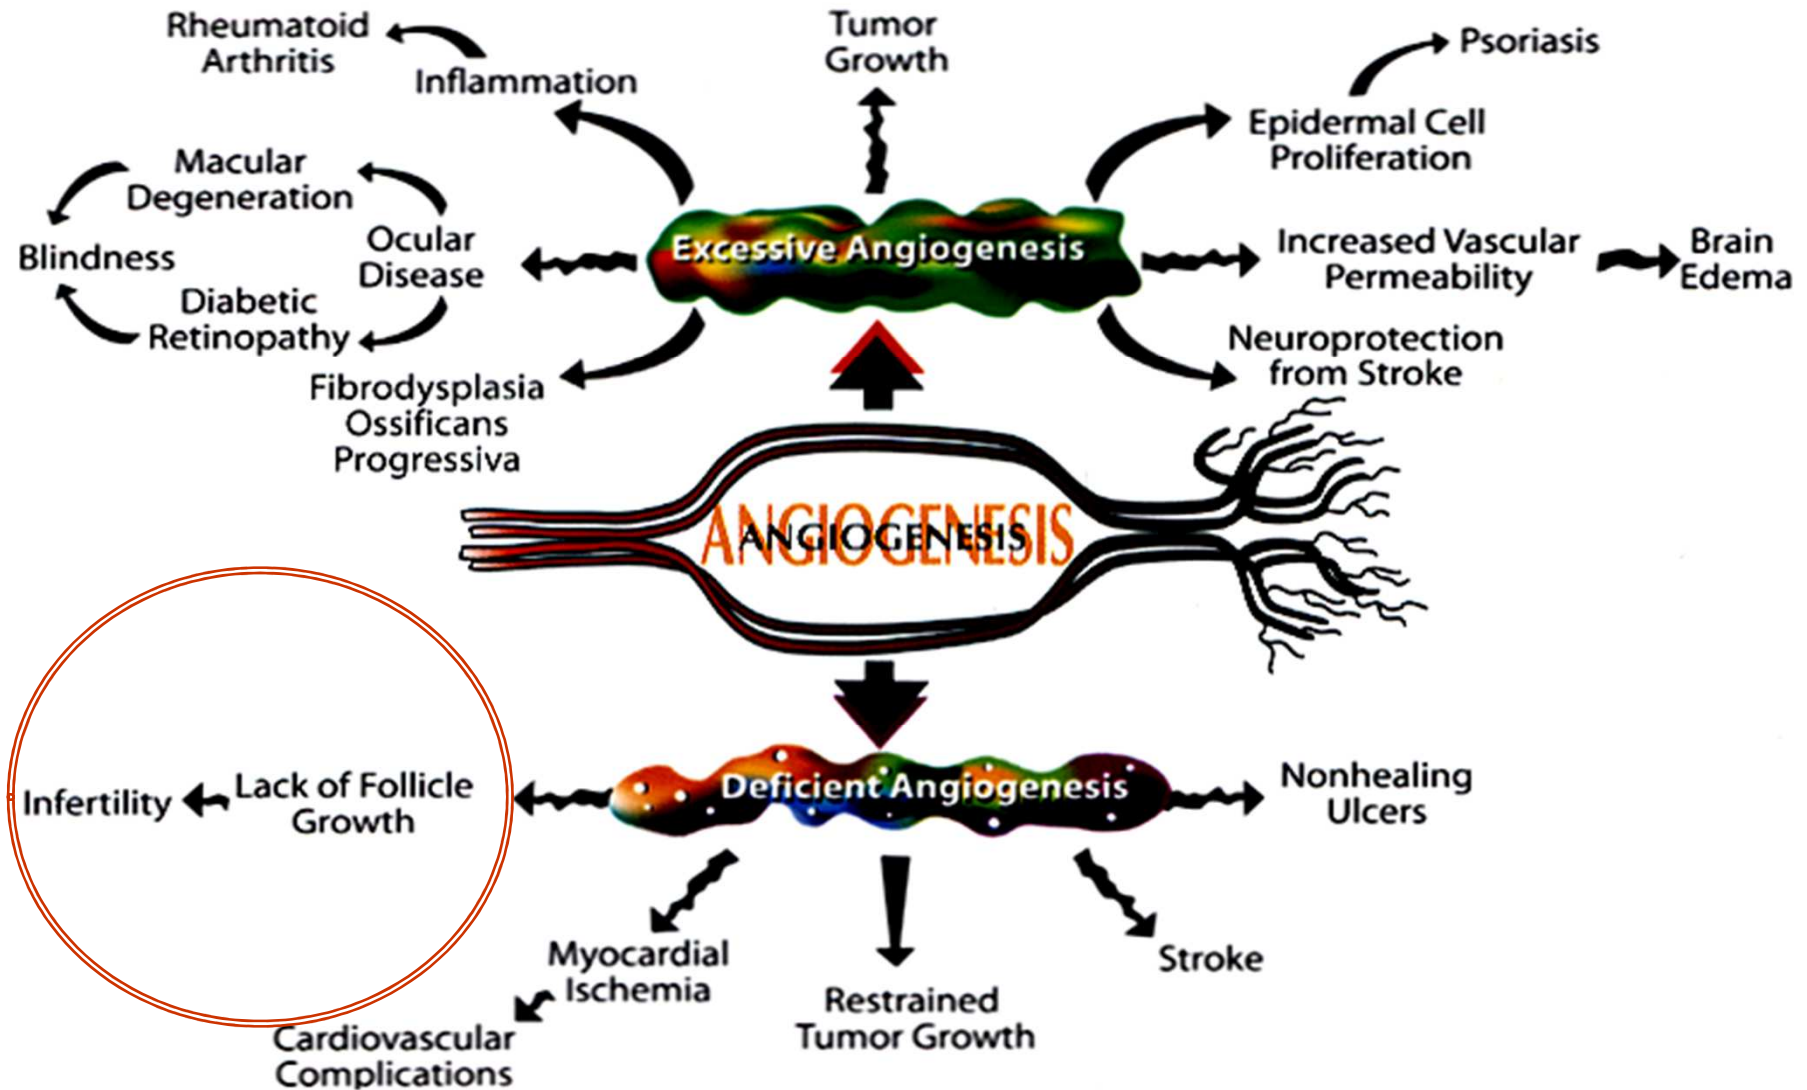 Rheumatoid
Arthritis
Inflammation
Tumor
Growth
Psoriasis
Epidermal Cell
Proliferation
Macular
Degeneration
Blindness
Ocular
Disease
Diabetic
Retinopathy
Excessive Angiogenesis
Increased Vascular
Permeability
Brain
Edema
Neuroprotection
from Stroke
Fibrodysplasia
Ossificans
Progressiva
ANGIOGENESIS
ANGIOGENESIS
Infertility
Lack of Follicle
Growth
Deficient Angiogenesis
Nonhealing
Ulcers
Myocardial
Ischemia
Cardiovascular
Complications
Restrained
Tumor Growth
Stroke